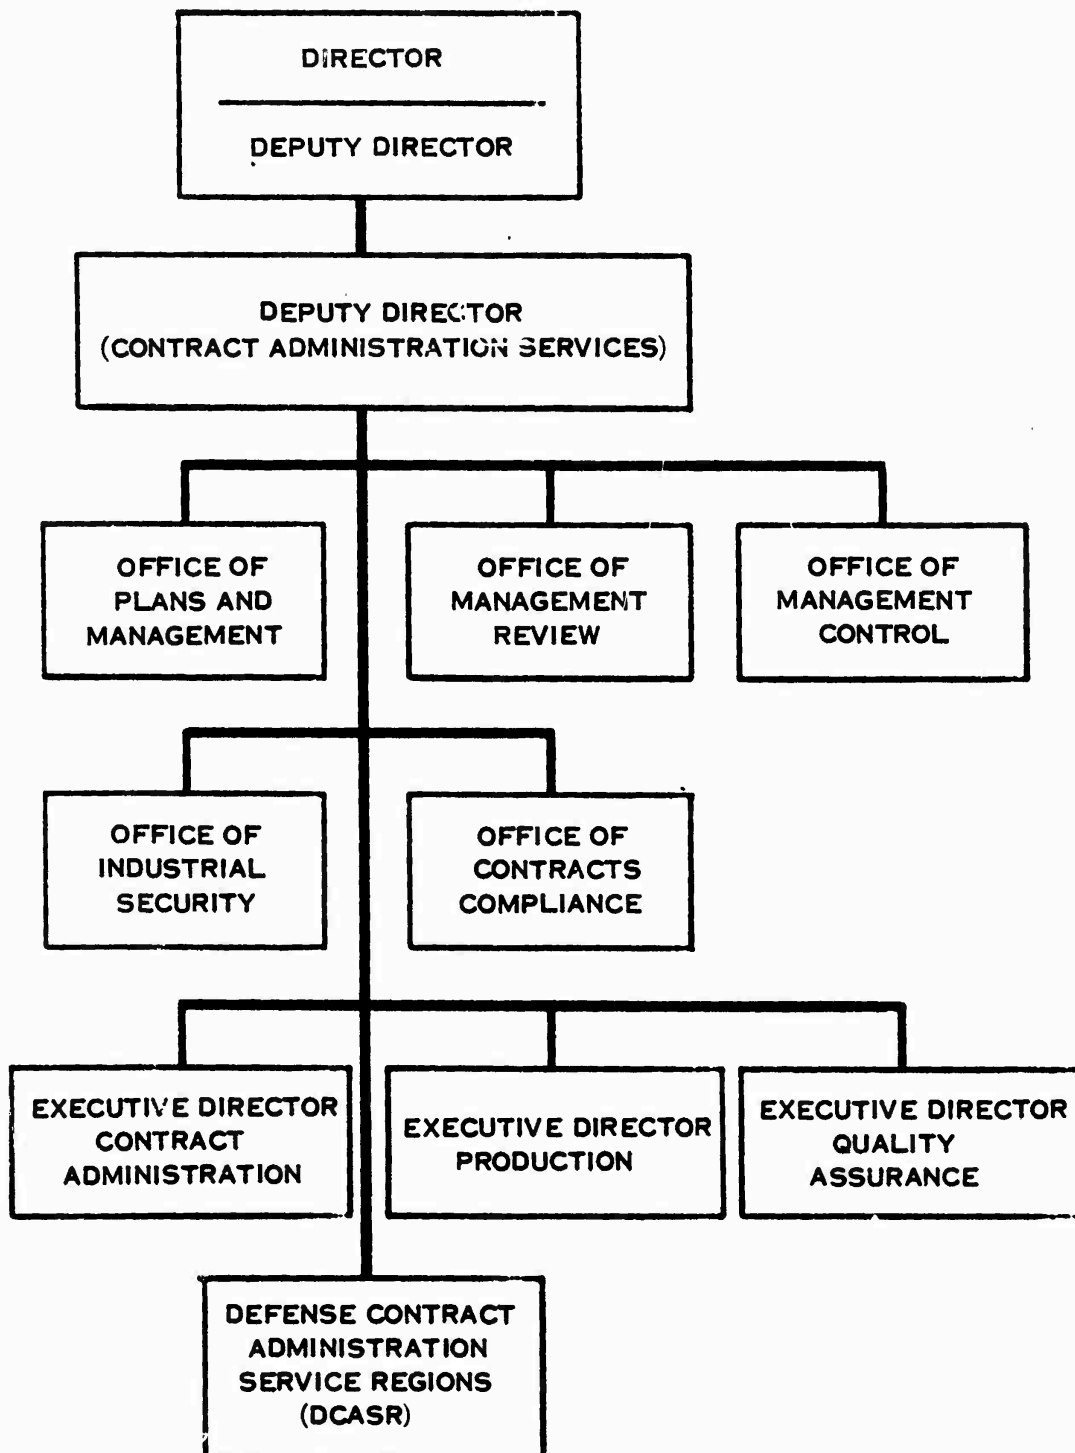 DIRECTOR
DEPUTY DIRECTOR
DEPUTY DIRECTOR
(CONTRACT ADMINISTRATION SERVICES)
OFFICE OF
PLANS AND
MANAGEMENT
OFFICE OF
MANAGEMENT
REVIEW
OFFICE OF
MANAGEMENT
CONTROL
OFFICE OF
INDUSTRIAL
SECURITY
OFFICE OF
CONTRACTS
COMPLIANCE
EXECUTIVE DIRECTOR
CONTRACT
ADMINISTRATION
EXECUTIVE DIRECTOR
PRODUCTION
EXECUTIVE DIRECTOR
QUALITY
ASSURANCE
DEFENSE CONTRACT
ADMINISTRATION
SERVICE REGIONS
(DCASR)